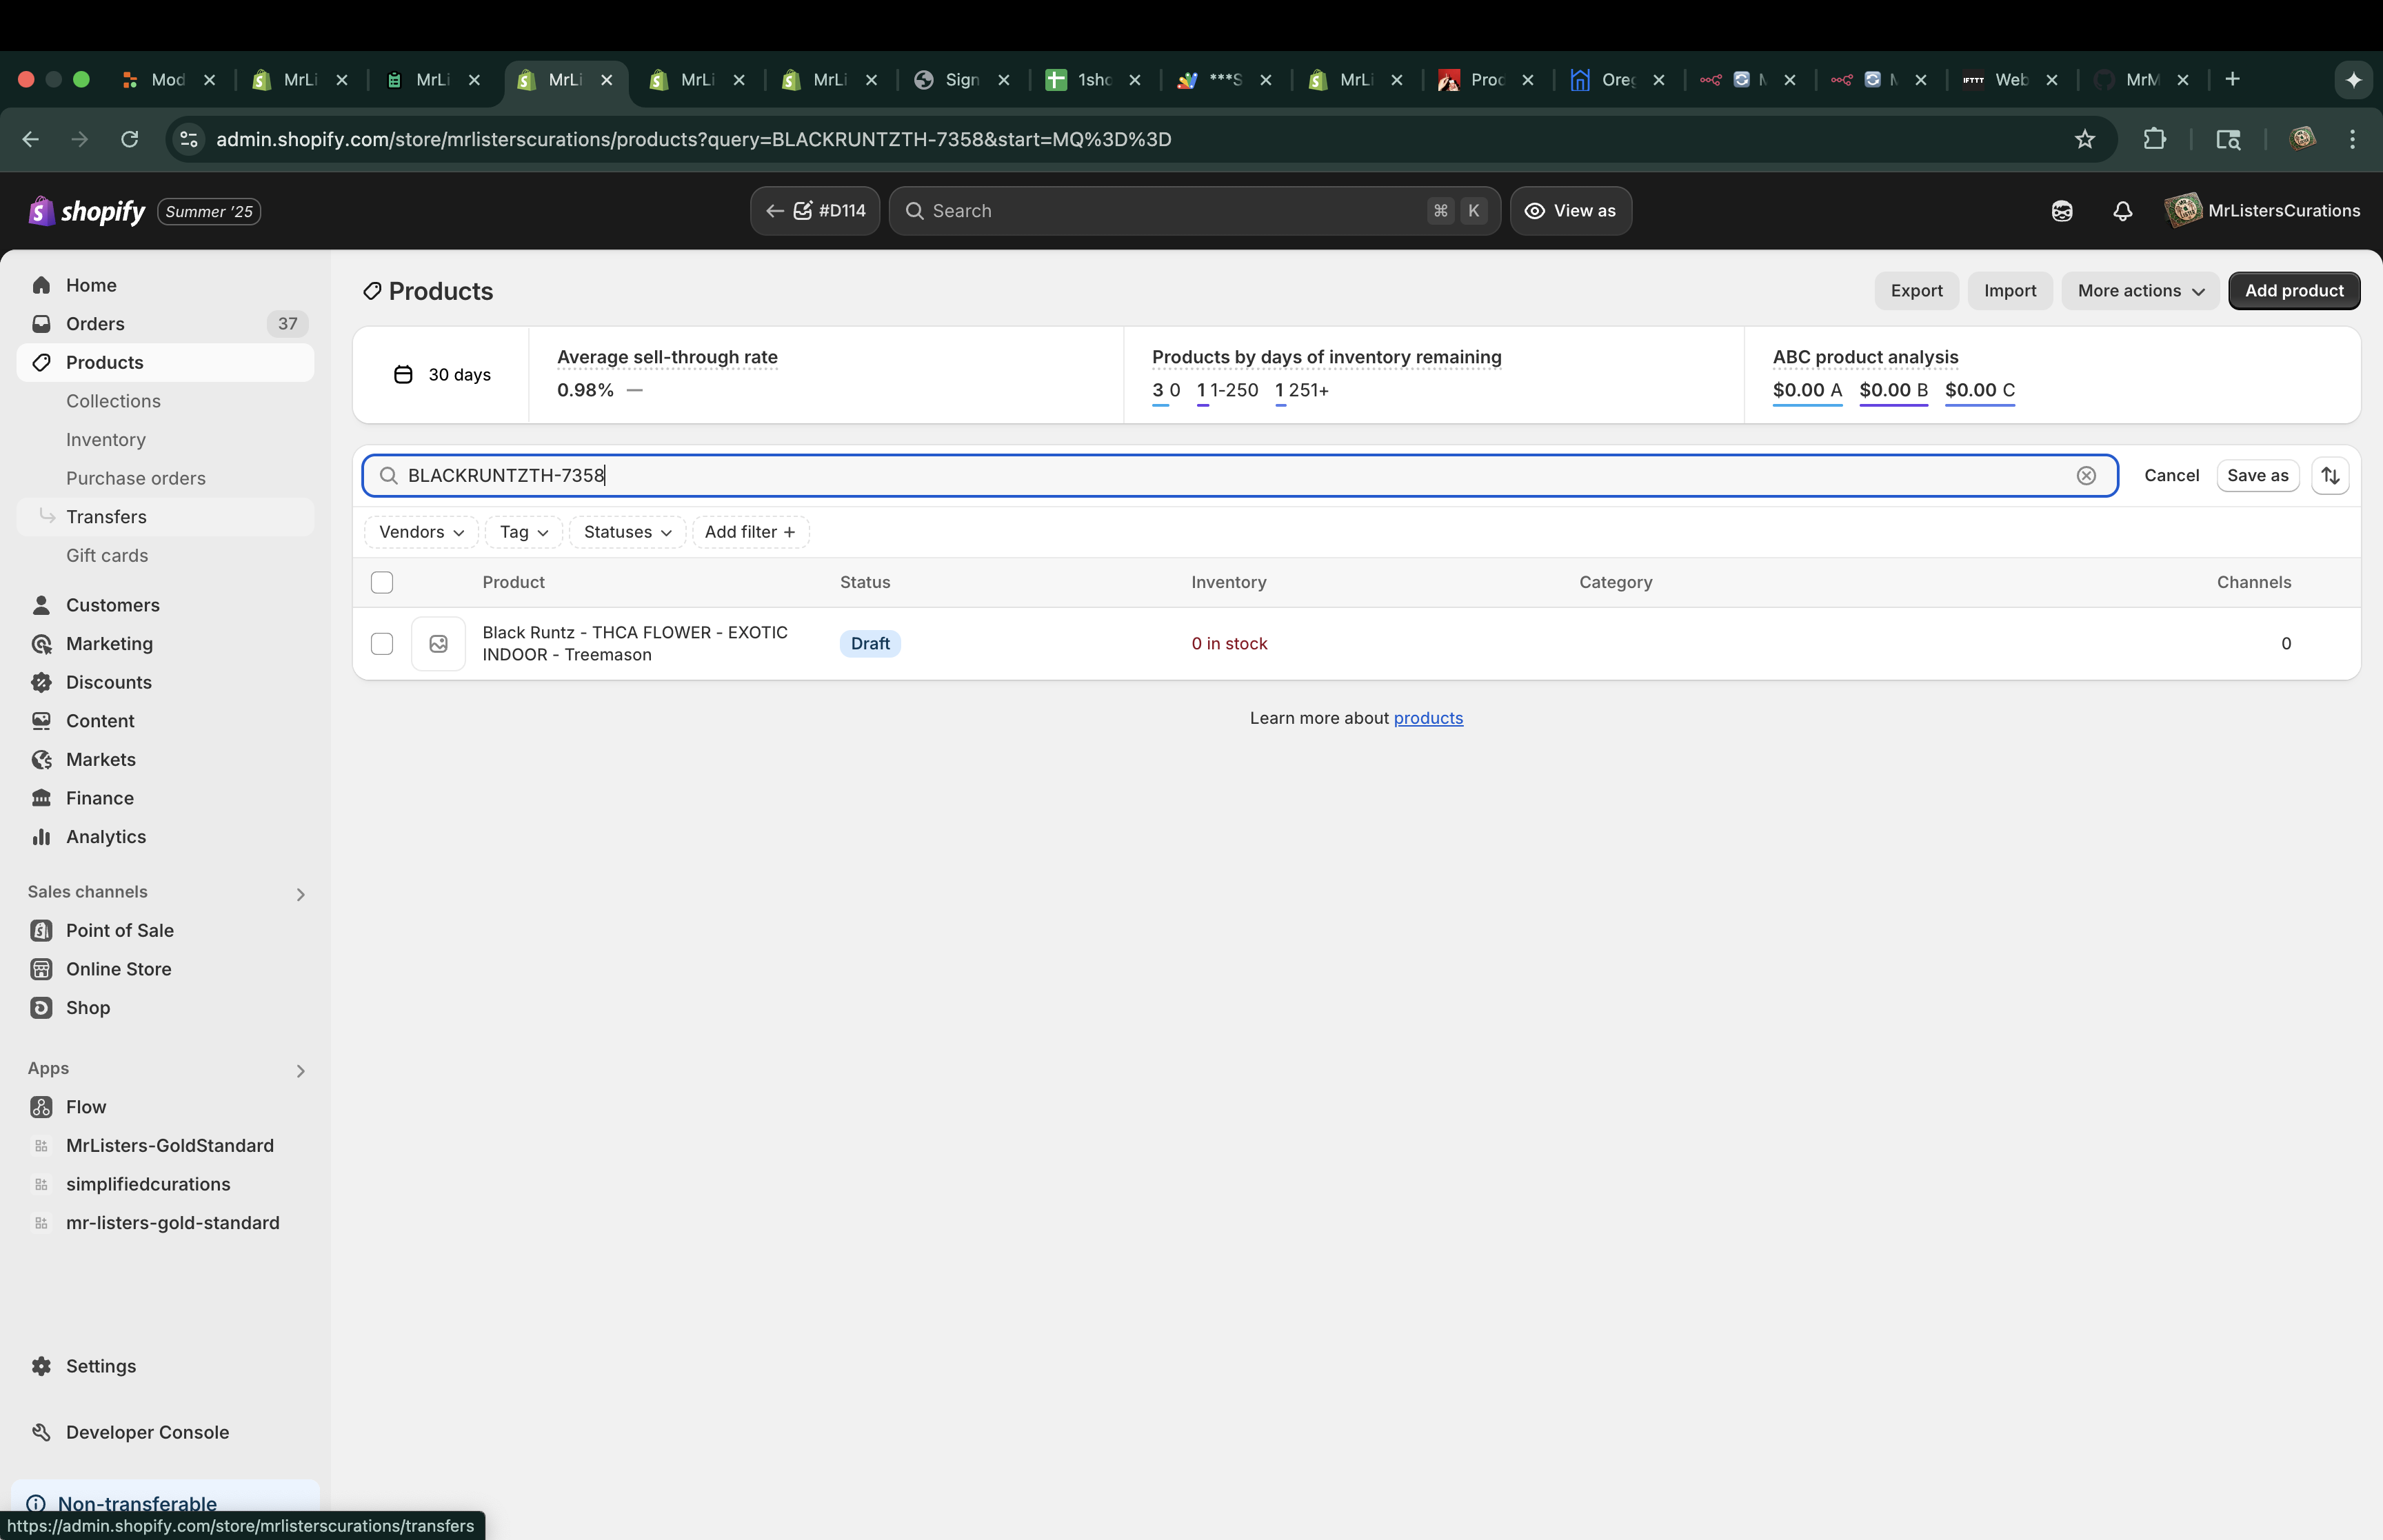 Mod
MrLi
MrLi
MrLi
MrLi
MrLi
Sign
1sho
***S
MrLi
Proc
Oreg
M
M
IFTTT Web
MrM
admin.shopify.com/store/mrlisterscurations/products?query=BLACKRUNTZTH-7358&start=MQ%3D%3D
shopify Summer '25
#D114
Search ⌘ K
View as
MrListersCurations
Home
Orders 37
Products
Collections
Inventory
Purchase orders
Transfers
Gift cards
Customers
Marketing
Discounts
Content
Markets
Finance
Analytics
Sales channels
Point of Sale
Online Store
Shop
Apps
Flow
MrListers-GoldStandard
simplifiedcurations
mr-listers-gold-standard
Settings
Developer Console
Non-transferable
https://admin.shopify.com/store/mrlisterscurations/transfers
Products
Export Import More actions Add product
30 days
Average sell-through rate
0.98% —
Products by days of inventory remaining
3 0 1 1-250 1 251+
ABC product analysis
$0.00 A $0.00 B $0.00 C
BLACKRUNTZTH-7358
Cancel Save as
Vendors Tag Statuses Add filter +
Product Status Inventory Category Channels
Black Runtz - THCA FLOWER - EXOTIC
INDOOR - Treemason
Draft
0 in stock
0
Learn more about products